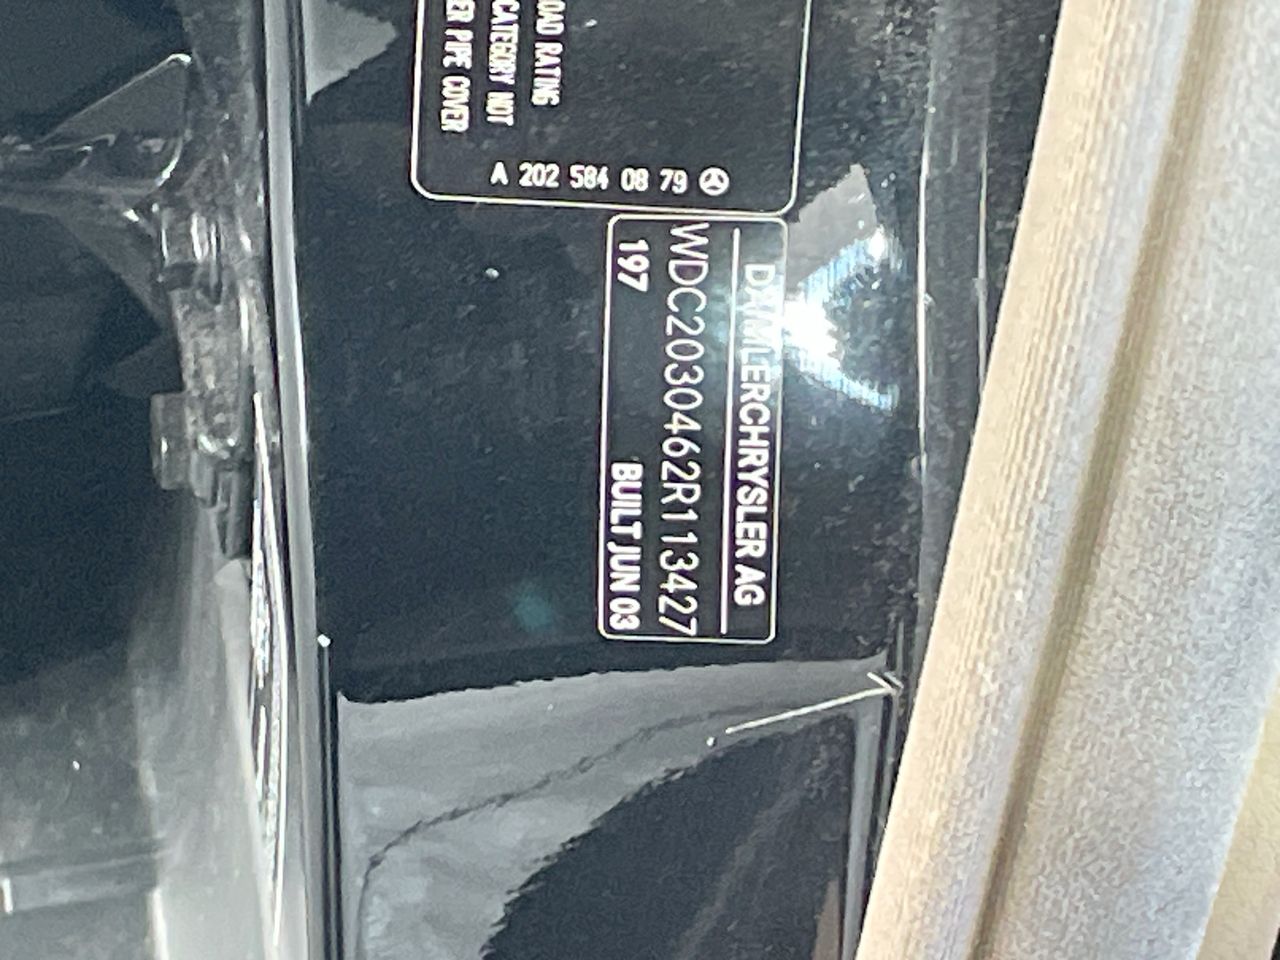 OAD RATING
CATEGORY NOT
ER PIPE COVER
A 202 584 08 79
DAIMLERCHRYSLER AG
WDC2030462R113427
197 BUILT JUN 03